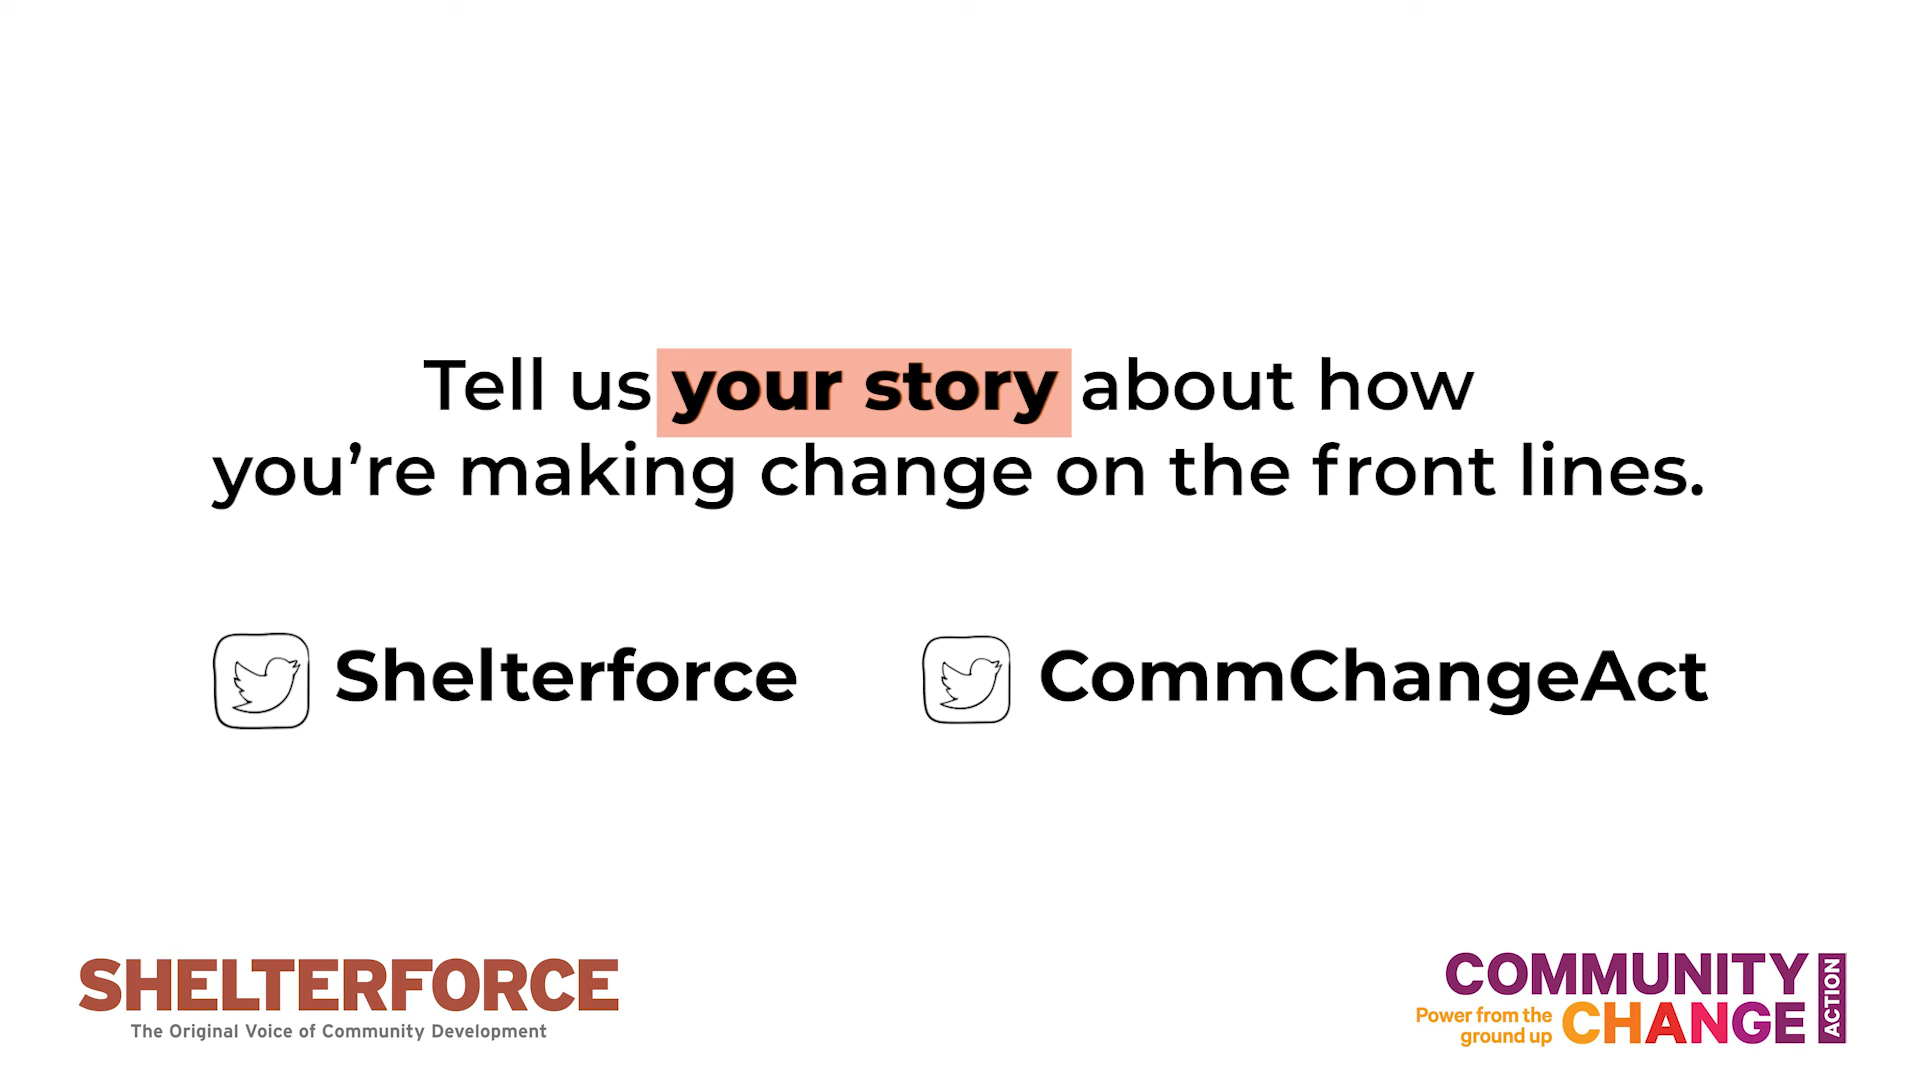 Tell us your story about how
you’re making change on the front lines.
Shelterforce
CommChangeAct
SHELTERFORCE
The Original Voice of Community Development
COMMUNITY
CHANGE
ACTION
Power from the
ground up